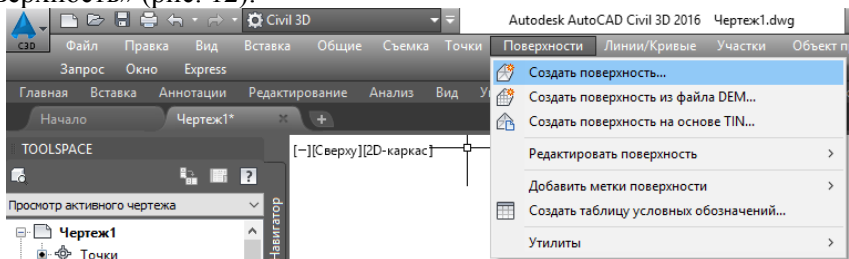 верхность» (рис. 12).
Civil 3D Autodesk AutoCAD Civil 3D 2016 Чертеж1.dwg
C3D Файл Правка Вид Вставка Общие Съемка Точки Поверхности Линии/Кривые Участки Объект п
Запрос Окно Express
Создать поверхность...
Главная Вставка Аннотации Редактирование Анализ Вид У
Создать поверхность из файла DEM...
Начало Чертеж1*
Создать поверхность на основе TIN...
TOOLSPACE
[−][Сверху][2D-каркас]
Редактировать поверхность
Добавить метки поверхности
Просмотр активного чертежа
Создать таблицу условных обозначений...
Чертеж1
Точки
Навигатор
Утилиты